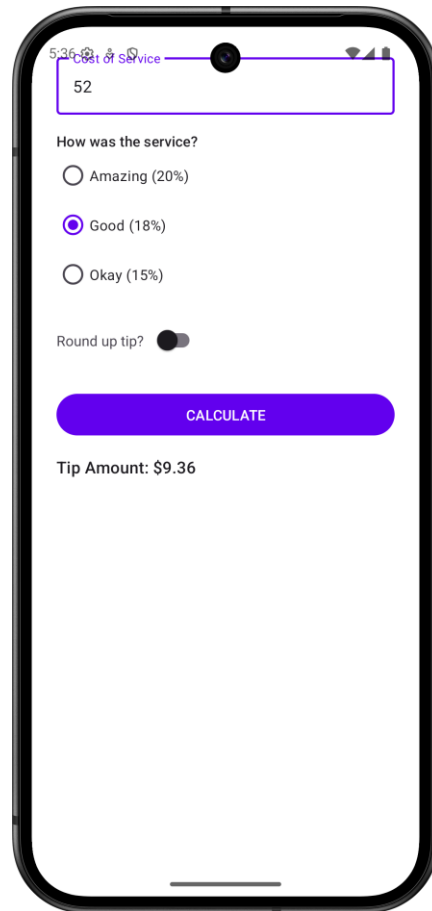 5:36
Cost of Service
52
How was the service?
Amazing (20%)
Good (18%)
Okay (15%)
Round up tip?
CALCULATE
Tip Amount: $9.36